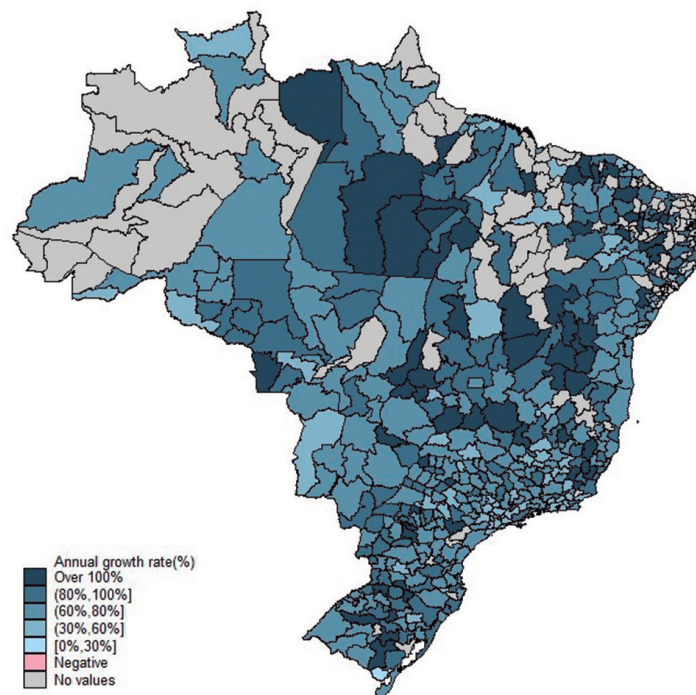 Annual growth rate(%)
Over 100%
(80%,100%]
(60%,80%]
(30%,60%]
[0%,30%]
Negative
No values